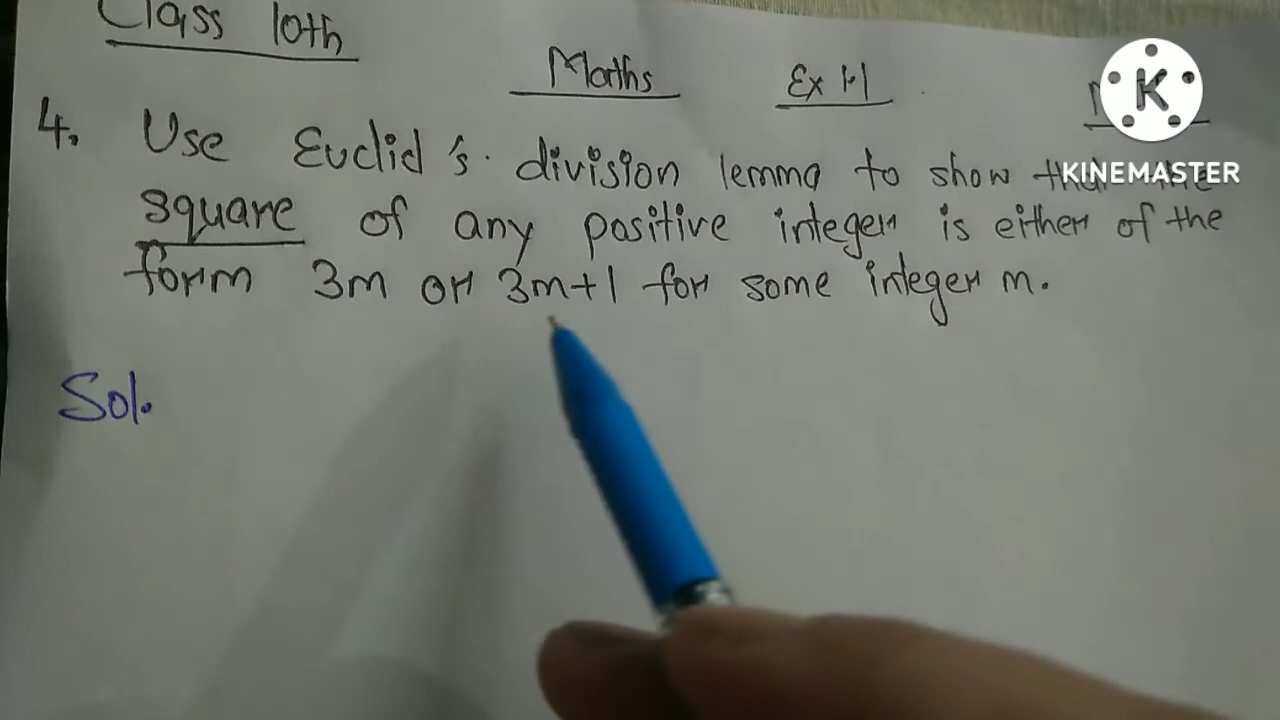 Class 10th
Maths Ex 1.1
K
KINEMASTER
4. Use Euclid's division lemma to show
square of any positive integer is either of the
form 3m or 3m+1 for some integer m.
Sol.